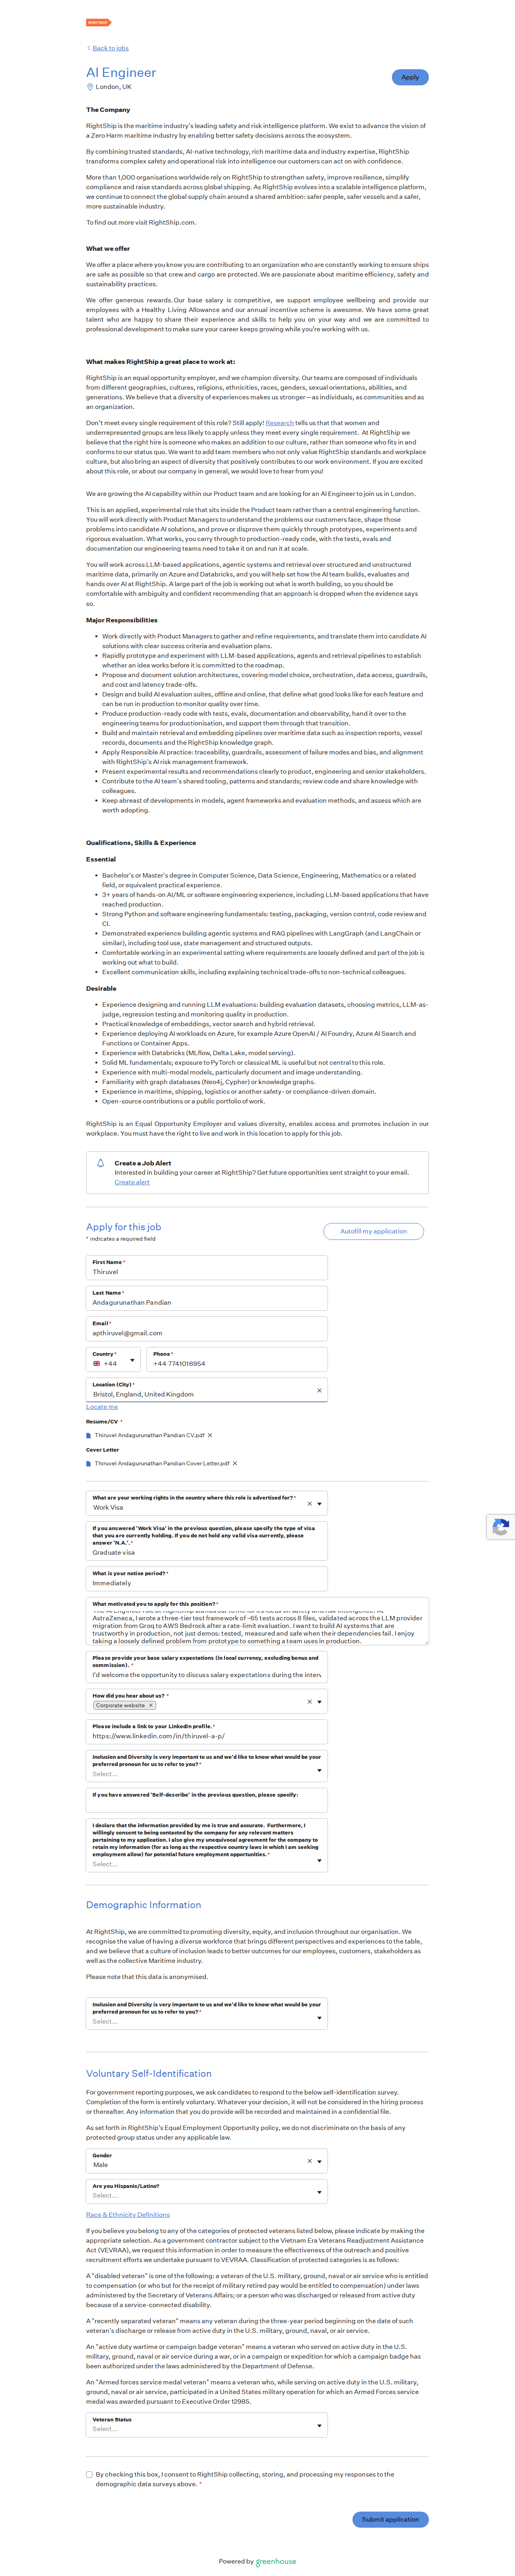 RIGHTSHIP
Back to jobs
AI Engineer
Apply
London, UK
The Company
RightShip is the maritime industry's leading safety and risk intelligence platform. We exist to advance the vision of
a Zero Harm maritime industry by enabling better safety decisions across the ecosystem.
By combining trusted standards, AI-native technology, rich maritime data and industry expertise, RightShip
transforms complex safety and operational risk into intelligence our customers can act on with confidence.
More than 1,000 organisations worldwide rely on RightShip to strengthen safety, improve resilience, simplify
compliance and raise standards across global shipping. As RightShip evolves into a scalable intelligence platform,
we continue to connect the global supply chain around a shared ambition: safer people, safer vessels and a safer,
more sustainable industry.
To find out more visit RightShip.com.
What we offer
We offer a place where you know you are contributing to an organization who are constantly working to ensure ships
are safe as possible so that crew and cargo are protected. We are passionate about maritime efficiency, safety and
sustainability practices.
We offer generous rewards. Our base salary is competitive, we support employee wellbeing and provide our
employees with a Healthy Living Allowance and our annual incentive scheme is awesome. We have some great
talent who are happy to share their experience and skills to help you on your way and we are committed to
professional development to make sure your career keeps growing while you're working with us.
What makes RightShip a great place to work at:
RightShip is an equal opportunity employer, and we champion diversity. Our teams are composed of individuals
from different geographies, cultures, religions, ethnicities, races, genders, sexual orientations, abilities, and
generations. We believe that a diversity of experiences makes us stronger—as individuals, as communities and as
an organization.
Don't meet every single requirement of this role? Still apply! Research tells us that that women and
underrepresented groups are less likely to apply unless they meet every single requirement. At RightShip we
believe that the right hire is someone who makes an addition to our culture, rather than someone who fits in and
conforms to our status quo. We want to add team members who not only value RightShip standards and workplace
culture, but also bring an aspect of diversity that positively contributes to our work environment. If you are excited
about this role, or about our company in general, we would love to hear from you!
We are growing the AI capability within our Product team and are looking for an AI Engineer to join us in London.
This is an applied, experimental role that sits inside the Product team rather than a central engineering function.
You will work directly with Product Managers to understand the problems our customers face, shape those
problems into candidate AI solutions, and prove or disprove them quickly through prototypes, experiments and
rigorous evaluation. What works, you carry through to production-ready code, with the tests, evals and
documentation our engineering teams need to take it on and run it at scale.
You will work across LLM-based applications, agentic systems and retrieval over structured and unstructured
maritime data, primarily on Azure and Databricks, and you will help set how the AI team builds, evaluates and
hands over AI at RightShip. A large part of the job is working out what is worth building, so you should be
comfortable with ambiguity and confident recommending that an approach is dropped when the evidence says
so.
Major Responsibilities
• Work directly with Product Managers to gather and refine requirements, and translate them into candidate AI
solutions with clear success criteria and evaluation plans.
• Rapidly prototype and experiment with LLM-based applications, agents and retrieval pipelines to establish
whether an idea works before it is committed to the roadmap.
• Propose and document solution architectures, covering model choice, orchestration, data access, guardrails,
and cost and latency trade-offs.
• Design and build AI evaluation suites, offline and online, that define what good looks like for each feature and
can be run in production to monitor quality over time.
• Produce production-ready code with tests, evals, documentation and observability, hand it over to the
engineering teams for productionisation, and support them through that transition.
• Build and maintain retrieval and embedding pipelines over maritime data such as inspection reports, vessel
records, documents and the RightShip knowledge graph.
• Apply Responsible AI practice: traceability, guardrails, assessment of failure modes and bias, and alignment
with RightShip's AI risk management framework.
• Present experimental results and recommendations clearly to product, engineering and senior stakeholders.
• Contribute to the AI team's shared tooling, patterns and standards; review code and share knowledge with
colleagues.
• Keep abreast of developments in models, agent frameworks and evaluation methods, and assess which are
worth adopting.
Qualifications, Skills & Experience
Essential
• Bachelor's or Master's degree in Computer Science, Data Science, Engineering, Mathematics or a related
field, or equivalent practical experience.
• 3+ years of hands-on AI/ML or software engineering experience, including LLM-based applications that have
reached production.
• Strong Python and software engineering fundamentals: testing, packaging, version control, code review and
CI.
• Demonstrated experience building agentic systems and RAG pipelines with LangGraph (and LangChain or
similar), including tool use, state management and structured outputs.
• Comfortable working in an experimental setting where requirements are loosely defined and part of the job is
working out what to build.
• Excellent communication skills, including explaining technical trade-offs to non-technical colleagues.
Desirable
• Experience designing and running LLM evaluations: building evaluation datasets, choosing metrics, LLM-as-
judge, regression testing and monitoring quality in production.
• Practical knowledge of embeddings, vector search and hybrid retrieval.
• Experience deploying AI workloads on Azure, for example Azure OpenAI / AI Foundry, Azure AI Search and
Functions or Container Apps.
• Experience with Databricks (MLflow, Delta Lake, model serving).
• Solid ML fundamentals; exposure to PyTorch or classical ML is useful but not central to this role.
• Experience with multi-modal models, particularly document and image understanding.
• Familiarity with graph databases (Neo4j, Cypher) or knowledge graphs.
• Experience in maritime, shipping, logistics or another safety- or compliance-driven domain.
• Open-source contributions or a public portfolio of work.
RightShip is an Equal Opportunity Employer and values diversity, enables access and promotes inclusion in our
workplace. You must have the right to live and work in this location to apply for this job.
Create a Job Alert
Interested in building your career at RightShip? Get future opportunities sent straight to your email.
Create alert
Apply for this job
* indicates a required field
Autofill my application
First Name *
Thiruvel
Last Name *
Andagurunathan Pandian
Email *
apthiruvel@gmail.com
Country *
+44
Phone *
+44 7741016954
Location (City) *
Bristol, England, United Kingdom
Locate me
Resume/CV *
Thiruvel Andagurunathan Pandian CV.pdf
Cover Letter
Thiruvel Andagurunathan Pandian Cover Letter.pdf
What are your working rights in the country where this role is advertised for? *
Work Visa
If you answered 'Work Visa' in the previous question, please specify the type of visa
that you are currently holding. If you do not hold any valid visa currently, please
answer 'N.A.'. *
Graduate visa
What is your notice period? *
Immediately
What motivated you to apply for this position? *
The AI Engineer role at RightShip stands out to me for its focus on safety and risk intelligence. At
AstraZeneca, I wrote a three-tier test framework of ~65 tests across 8 files, validated across the LLM provider
migration from Groq to AWS Bedrock after a rate-limit evaluation. I want to build AI systems that are
trustworthy in production, not just demos: tested, measured and safe when their dependencies fail. I enjoy
taking a loosely defined problem from prototype to something a team uses in production.
Please provide your base salary expectations (in local currency, excluding bonus and
commission). *
I'd welcome the opportunity to discuss salary expectations during the interv
How did you hear about us? *
Corporate website
Please include a link to your LinkedIn profile. *
https://www.linkedin.com/in/thiruvel-a-p/
Inclusion and Diversity is very important to us and we'd like to know what would be your
preferred pronoun for us to refer to you? *
Select...
If you have answered 'Self-describe' in the previous question, please specify:
I declare that the information provided by me is true and accurate. Furthermore, I
willingly consent to being contacted by the company for any relevant matters
pertaining to my application. I also give my unequivocal agreement for the company to
retain my information (for as long as the respective country laws in which I am seeking
employment allow) for potential future employment opportunities. *
Select...
Demographic Information
At RightShip, we are committed to promoting diversity, equity, and inclusion throughout our organisation. We
recognise the value of having a diverse workforce that brings different perspectives and experiences to the table,
and we believe that a culture of inclusion leads to better outcomes for our employees, customers, stakeholders as
well as the collective Maritime industry.
Please note that this data is anonymised.
Inclusion and Diversity is very important to us and we'd like to know what would be your
preferred pronoun for us to refer to you? *
Select...
Voluntary Self-Identification
For government reporting purposes, we ask candidates to respond to the below self-identification survey.
Completion of the form is entirely voluntary. Whatever your decision, it will not be considered in the hiring process
or thereafter. Any information that you do provide will be recorded and maintained in a confidential file.
As set forth in RightShip's Equal Employment Opportunity policy, we do not discriminate on the basis of any
protected group status under any applicable law.
Gender
Male
Are you Hispanic/Latino?
Select...
Race & Ethnicity Definitions
If you believe you belong to any of the categories of protected veterans listed below, please indicate by making the
appropriate selection. As a government contractor subject to the Vietnam Era Veterans Readjustment Assistance
Act (VEVRAA), we request this information in order to measure the effectiveness of the outreach and positive
recruitment efforts we undertake pursuant to VEVRAA. Classification of protected categories is as follows:
A "disabled veteran" is one of the following: a veteran of the U.S. military, ground, naval or air service who is entitled
to compensation (or who but for the receipt of military retired pay would be entitled to compensation) under laws
administered by the Secretary of Veterans Affairs; or a person who was discharged or released from active duty
because of a service-connected disability.
A "recently separated veteran" means any veteran during the three-year period beginning on the date of such
veteran's discharge or release from active duty in the U.S. military, ground, naval, or air service.
An "active duty wartime or campaign badge veteran" means a veteran who served on active duty in the U.S.
military, ground, naval or air service during a war, or in a campaign or expedition for which a campaign badge has
been authorized under the laws administered by the Department of Defense.
An "Armed forces service medal veteran" means a veteran who, while serving on active duty in the U.S. military,
ground, naval or air service, participated in a United States military operation for which an Armed Forces service
medal was awarded pursuant to Executive Order 12985.
Veteran Status
Select...
By checking this box, I consent to RightShip collecting, storing, and processing my responses to the
demographic data surveys above. *
Submit application
Powered by greenhouse